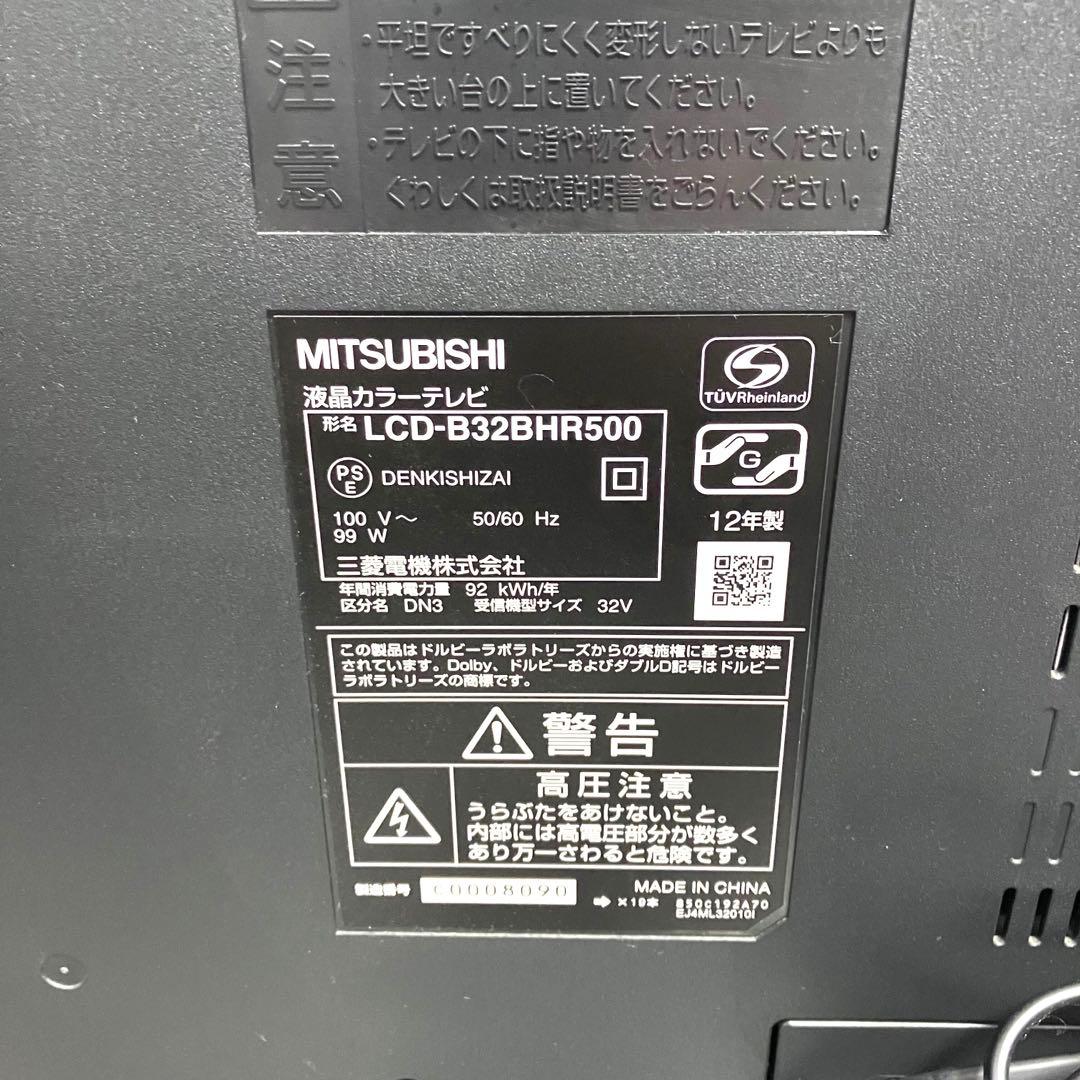 注意
・平坦ですべりにくく変形しないテレビよりも
大きい台の上に置いてください。
・テレビの下に指や物を入れないでください。
くわしくは取扱説明書をごらんください。
MITSUBISHI
液晶カラーテレビ
形名 LCD-B32BHR500
PS E DENKISHIZAI
100 V～ 50/60 Hz
99 W
三菱電機株式会社
年間消費電力量 92 kWh/年
区分名 DN3 受信機型サイズ 32V
TÜVRheinland
G
12年製
この製品はドルビーラボラトリーズからの実施権に基づき製造
されています。Dolby、ドルビーおよびダブルD記号はドルビー
ラボラトリーズの商標です。
警告
高圧注意
うらぶたをあけないこと。
内部には高電圧部分が数多く
あり万一さわると危険です。
製造番号 C0008090
MADE IN CHINA
➡ ×19本 850C192A70
EJ4ML32010I